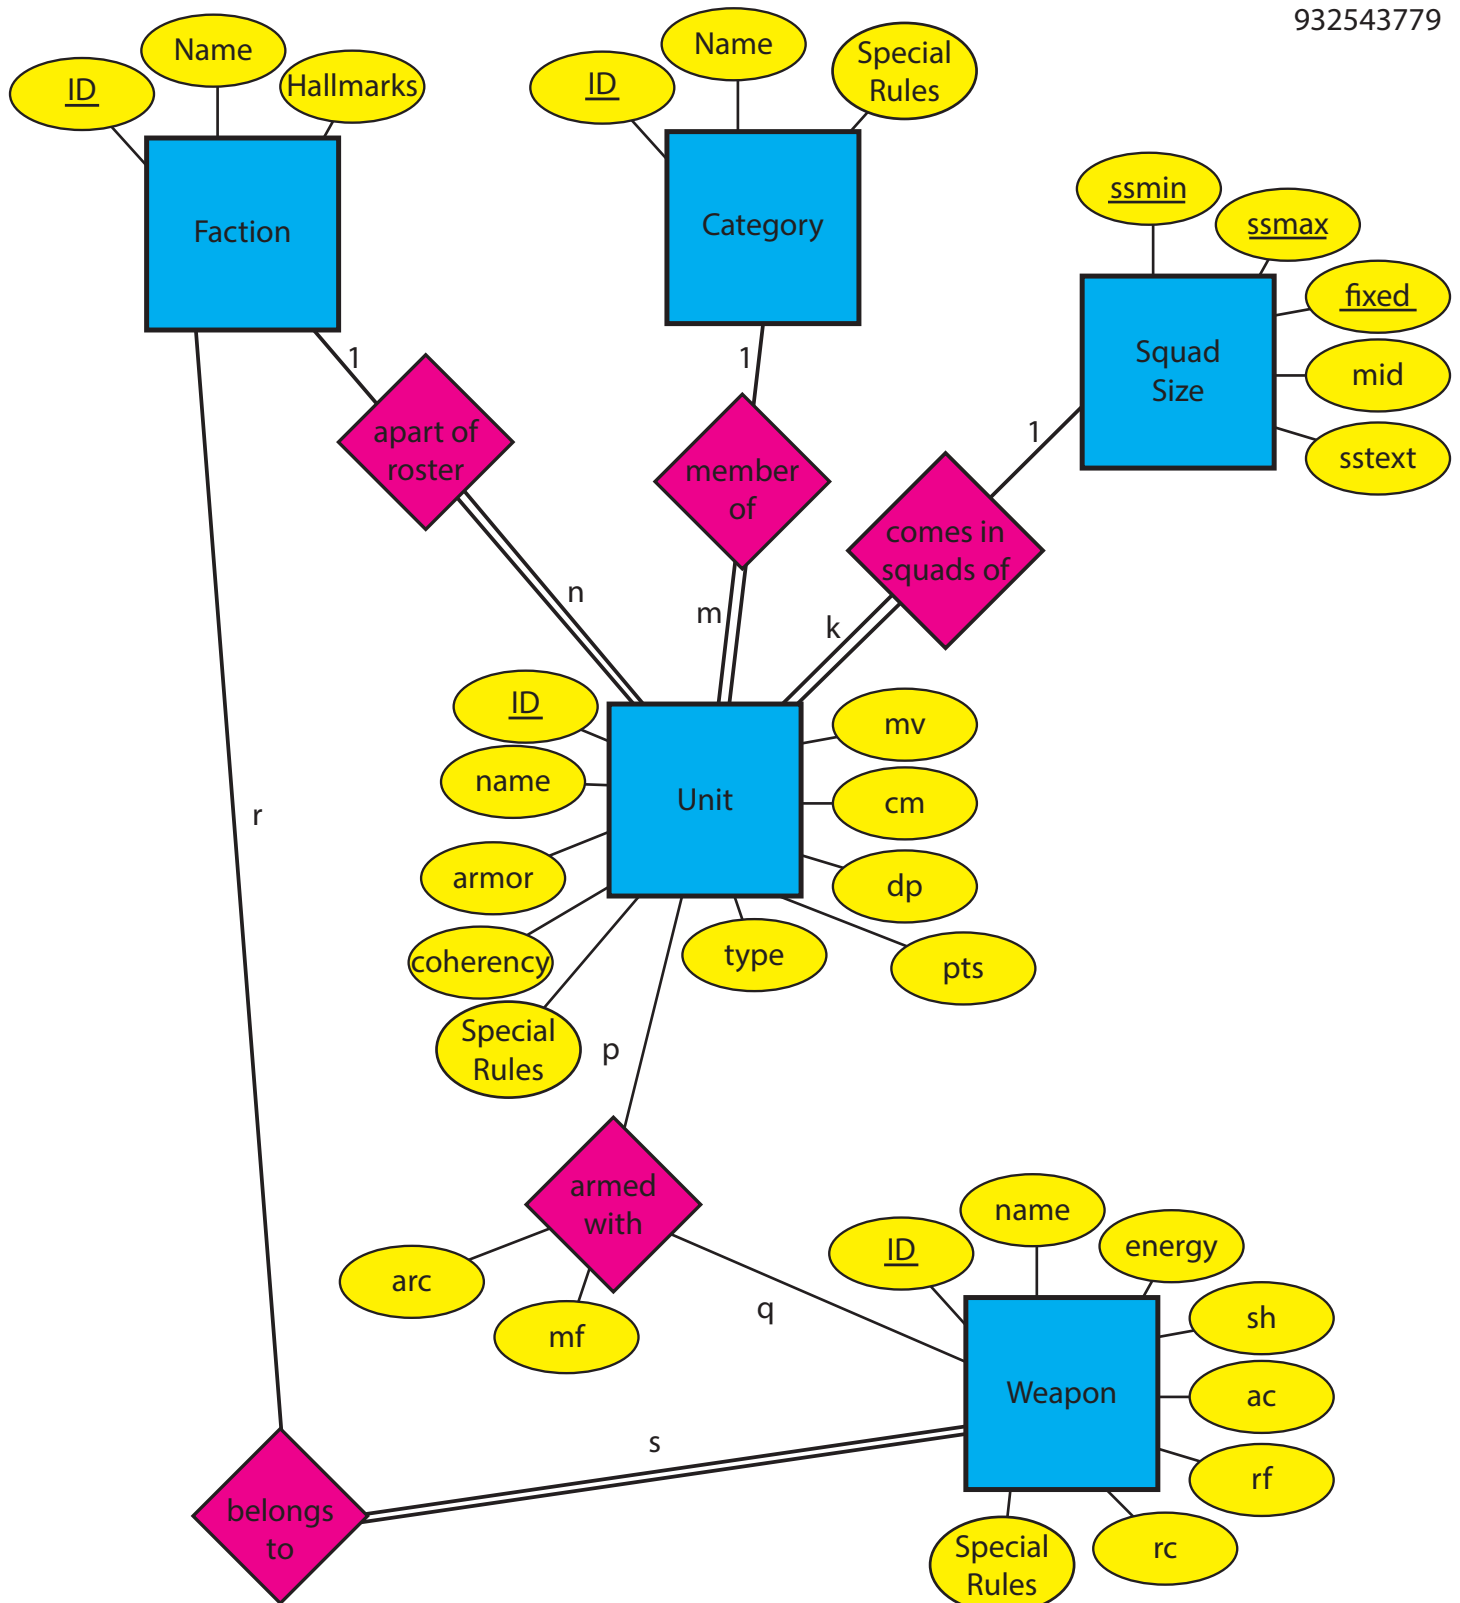 932543779
ID
Name
Hallmarks
Faction
ID
Name
Special
Rules
Category
ssmin
ssmax
fixed
mid
sstext
Squad
Size
1
apart of
roster
n
1
member
of
m
1
comes in
squads of
k
r
ID
name
armor
coherency
Special
Rules
Unit
mv
cm
dp
pts
type
p
armed
with
arc
mf
q
ID
name
energy
sh
ac
rf
rc
Special
Rules
Weapon
s
belongs
to